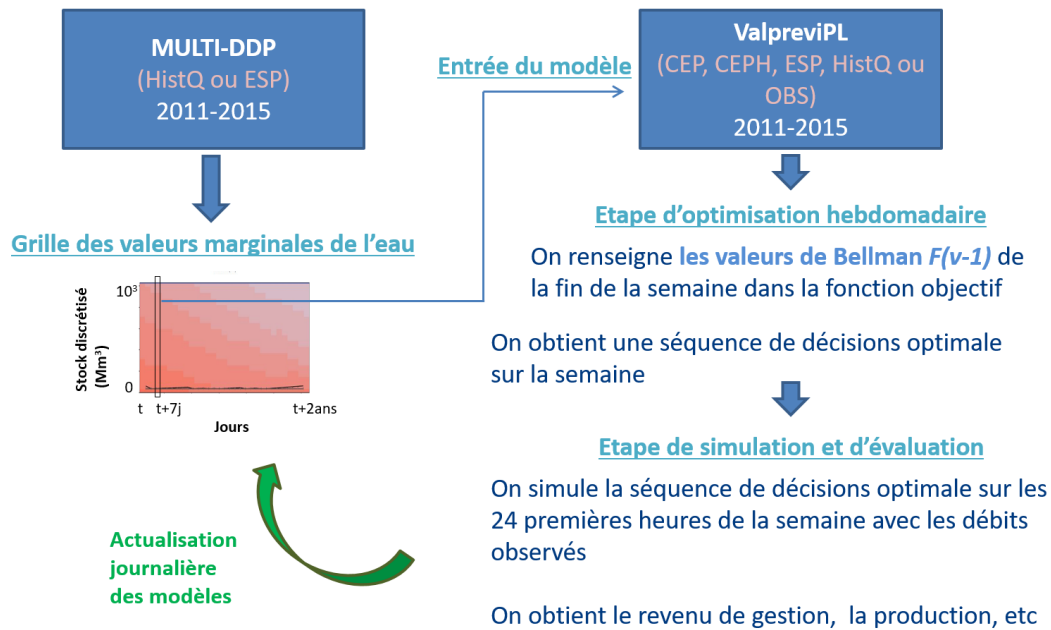 MULTI-DDP
(HistQ ou ESP)
2011-2015
Grille des valeurs marginales de l'eau
10³
Stock discrétisé
(Mm³)
0
t
t+7j
t+2ans
Jours
Actualisation
journalière
des modèles
Entrée du modèle
ValpreviPL
(CEP, CEPH, ESP, HistQ ou
OBS)
2011-2015
Etape d'optimisation hebdomadaire
On renseigne les valeurs de Bellman F(v-1) de
la fin de la semaine dans la fonction objectif
On obtient une séquence de décisions optimale
sur la semaine
Etape de simulation et d'évaluation
On simule la séquence de décisions optimale sur les
24 premières heures de la semaine avec les débits
observés
On obtient le revenu de gestion, la production, etc